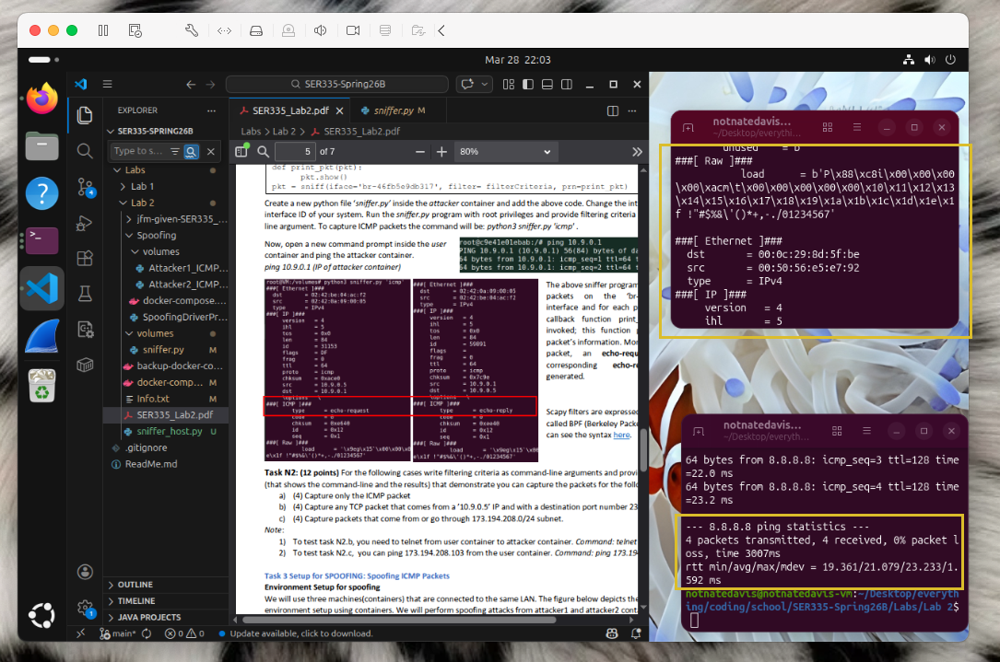 Mar 28 22:03
SER335-Spring26B
EXPLORER
SER335-SPRING26B
Type to s...
Labs
Lab 1
Lab 2
jfm-given-SER335_...
Spoofing
volumes
Attacker1_ICMP...
Attacker2_ICMP...
docker-compose....
SpoofingDriverPr...
volumes
sniffer.py M
backup-docker-co...
docker-comp... M
Info.txt M
SER335_Lab2.pdf
sniffer_host.py U
.gitignore
ReadMe.md
OUTLINE
TIMELINE
JAVA PROJECTS
4
1
SER335_Lab2.pdf
sniffer.py M
Labs > Lab 2 > SER335_Lab2.pdf
5 of 7
80%
def print_pkt(pkt):
pkt.show()
pkt = sniff(iface='br-46fb5e9db317', filter= filterCriteria, prn=print_pkt)
Create a new python file 'sniffer.py' inside the attacker container and add the above code. Change the int
interface ID of your system. Run the sniffer.py program with root privileges and provide filtering criteria
line argument. To capture ICMP packets the command will be: python3 sniffer.py 'icmp' .
Now, open a new command prompt inside the user
container and ping the attacker container.
ping 10.9.0.1 (IP of attacker container)
root@c9e41e01ebab:/# ping 10.9.0.1
PING 10.9.0.1 (10.9.0.1) 56(84) bytes of da
64 bytes from 10.9.0.1: icmp_seq=1 ttl=64 t
64 bytes from 10.9.0.1: icmp_seq=2 ttl=64 t
root@VM:/volumes# python3 sniffer.py 'icmp'
###[ Ethernet ]###
dst = 02:42:be:04:ac:f2
src = 02:42:0a:09:00:05
type = IPv4
###[ IP ]###
version = 4
ihl = 5
tos = 0x0
len = 84
id = 31153
flags = DF
frag = 0
ttl = 64
proto = icmp
chksum = 0xace0
src = 10.9.0.5
dst = 10.9.0.1
\options \
###[ ICMP ]###
type = echo-request
code = 0
chksum = 0xe640
id = 0x12
seq = 0x1
###[ Raw ]###
load = '\x9eg\x15'\x00\x00\x0
e\x1f !"#$%&\'()*+,-./01234567'
###[ Ethernet ]###
dst = 02:42:0a:09:00:05
src = 02:42:be:04:ac:f2
type = IPv4
###[ IP ]###
version = 4
ihl = 5
tos = 0x0
len = 84
id = 59891
flags =
frag = 0
ttl = 64
proto = icmp
chksum = 0x7c9e
src = 10.9.0.1
dst = 10.9.0.5
\options \
###[ ICMP ]###
type = echo-reply
code = 0
chksum = 0xee40
id = 0x12
seq = 0x1
###[ Raw ]###
load = '\x9eg\x15'\x00\x00\x0
e\x1f !"#$%&\'()*+,-./01234567'
The above sniffer program
packets on the 'br-
interface and for each p
callback function print_
invoked; this function p
packet's information. Mor
packet, an echo-requ
corresponding echo-re
generated.
Scapy filters are expressed
called BPF (Berkeley Packe
can see the syntax here.
Task N2: (12 points) For the following cases write filtering criteria as command-line arguments and provi
(that shows the command-line and the results) that demonstrate you can capture the packets for the follo
a) (4) Capture only the ICMP packet
b) (4) Capture any TCP packet that comes from a '10.9.0.5' IP and with a destination port number 23
c) (4) Capture packets that come from or go through 173.194.208.0/24 subnet.
Note:
1) To test task N2.b, you need to telnet from user container to attacker container. Command: telnet
2) To test task N2.c, you can ping 173.194.208.103 from the user container. Command: ping 173.19
Task 3 Setup for SPOOFING: Spoofing ICMP Packets
Environment Setup for spoofing
We will use three machines(containers) that are connected to the same LAN. The figure below depicts the
environment setup using containers. We will perform spoofing attacks from attacker1 and attacker2 cont
main*
0 0
Update available, click to download.
notnatedavis...
~/Desktop/everyt...
unused = b''
###[ Raw ]###
load = b'P\x88\xc8i\x00\x00\x00
\x00\xacm\t\x00\x00\x00\x00\x00\x10\x11\x12\x13
\x14\x15\x16\x17\x18\x19\x1a\x1b\x1c\x1d\x1e\x1
f !"#$%&\'()*+,-./01234567'
###[ Ethernet ]###
dst = 00:0c:29:8d:5f:be
src = 00:50:56:e5:e7:92
type = IPv4
###[ IP ]###
version = 4
ihl = 5
notnatedavis...
~/Desktop/everyt...
64 bytes from 8.8.8.8: icmp_seq=3 ttl=128 time
=22.0 ms
64 bytes from 8.8.8.8: icmp_seq=4 ttl=128 time
=23.2 ms
--- 8.8.8.8 ping statistics ---
4 packets transmitted, 4 received, 0% packet l
oss, time 3007ms
rtt min/avg/max/mdev = 19.361/21.079/23.233/1.
592 ms
notnatedavis@notnatedavis-VM:~/Desktop/everyth
ing/coding/school/SER335-Spring26B/Labs/Lab 2$